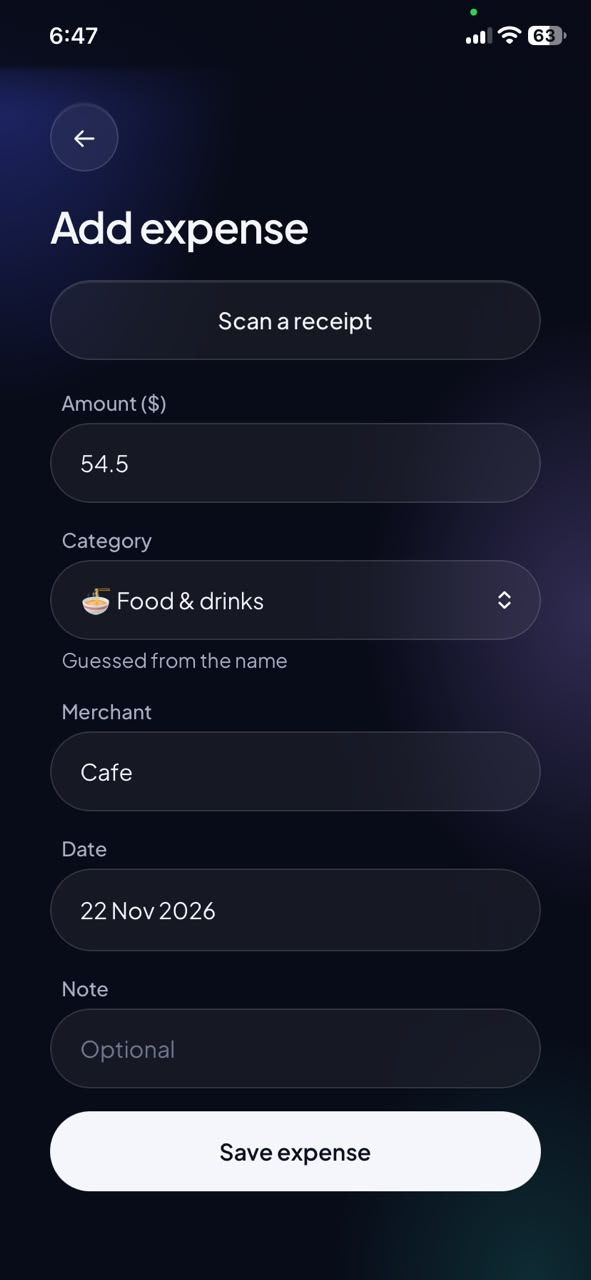 6:47
63
Add expense
Scan a receipt
Amount ($)
54.5
Category
🍜 Food & drinks
Guessed from the name
Merchant
Cafe
Date
22 Nov 2026
Note
Optional
Save expense